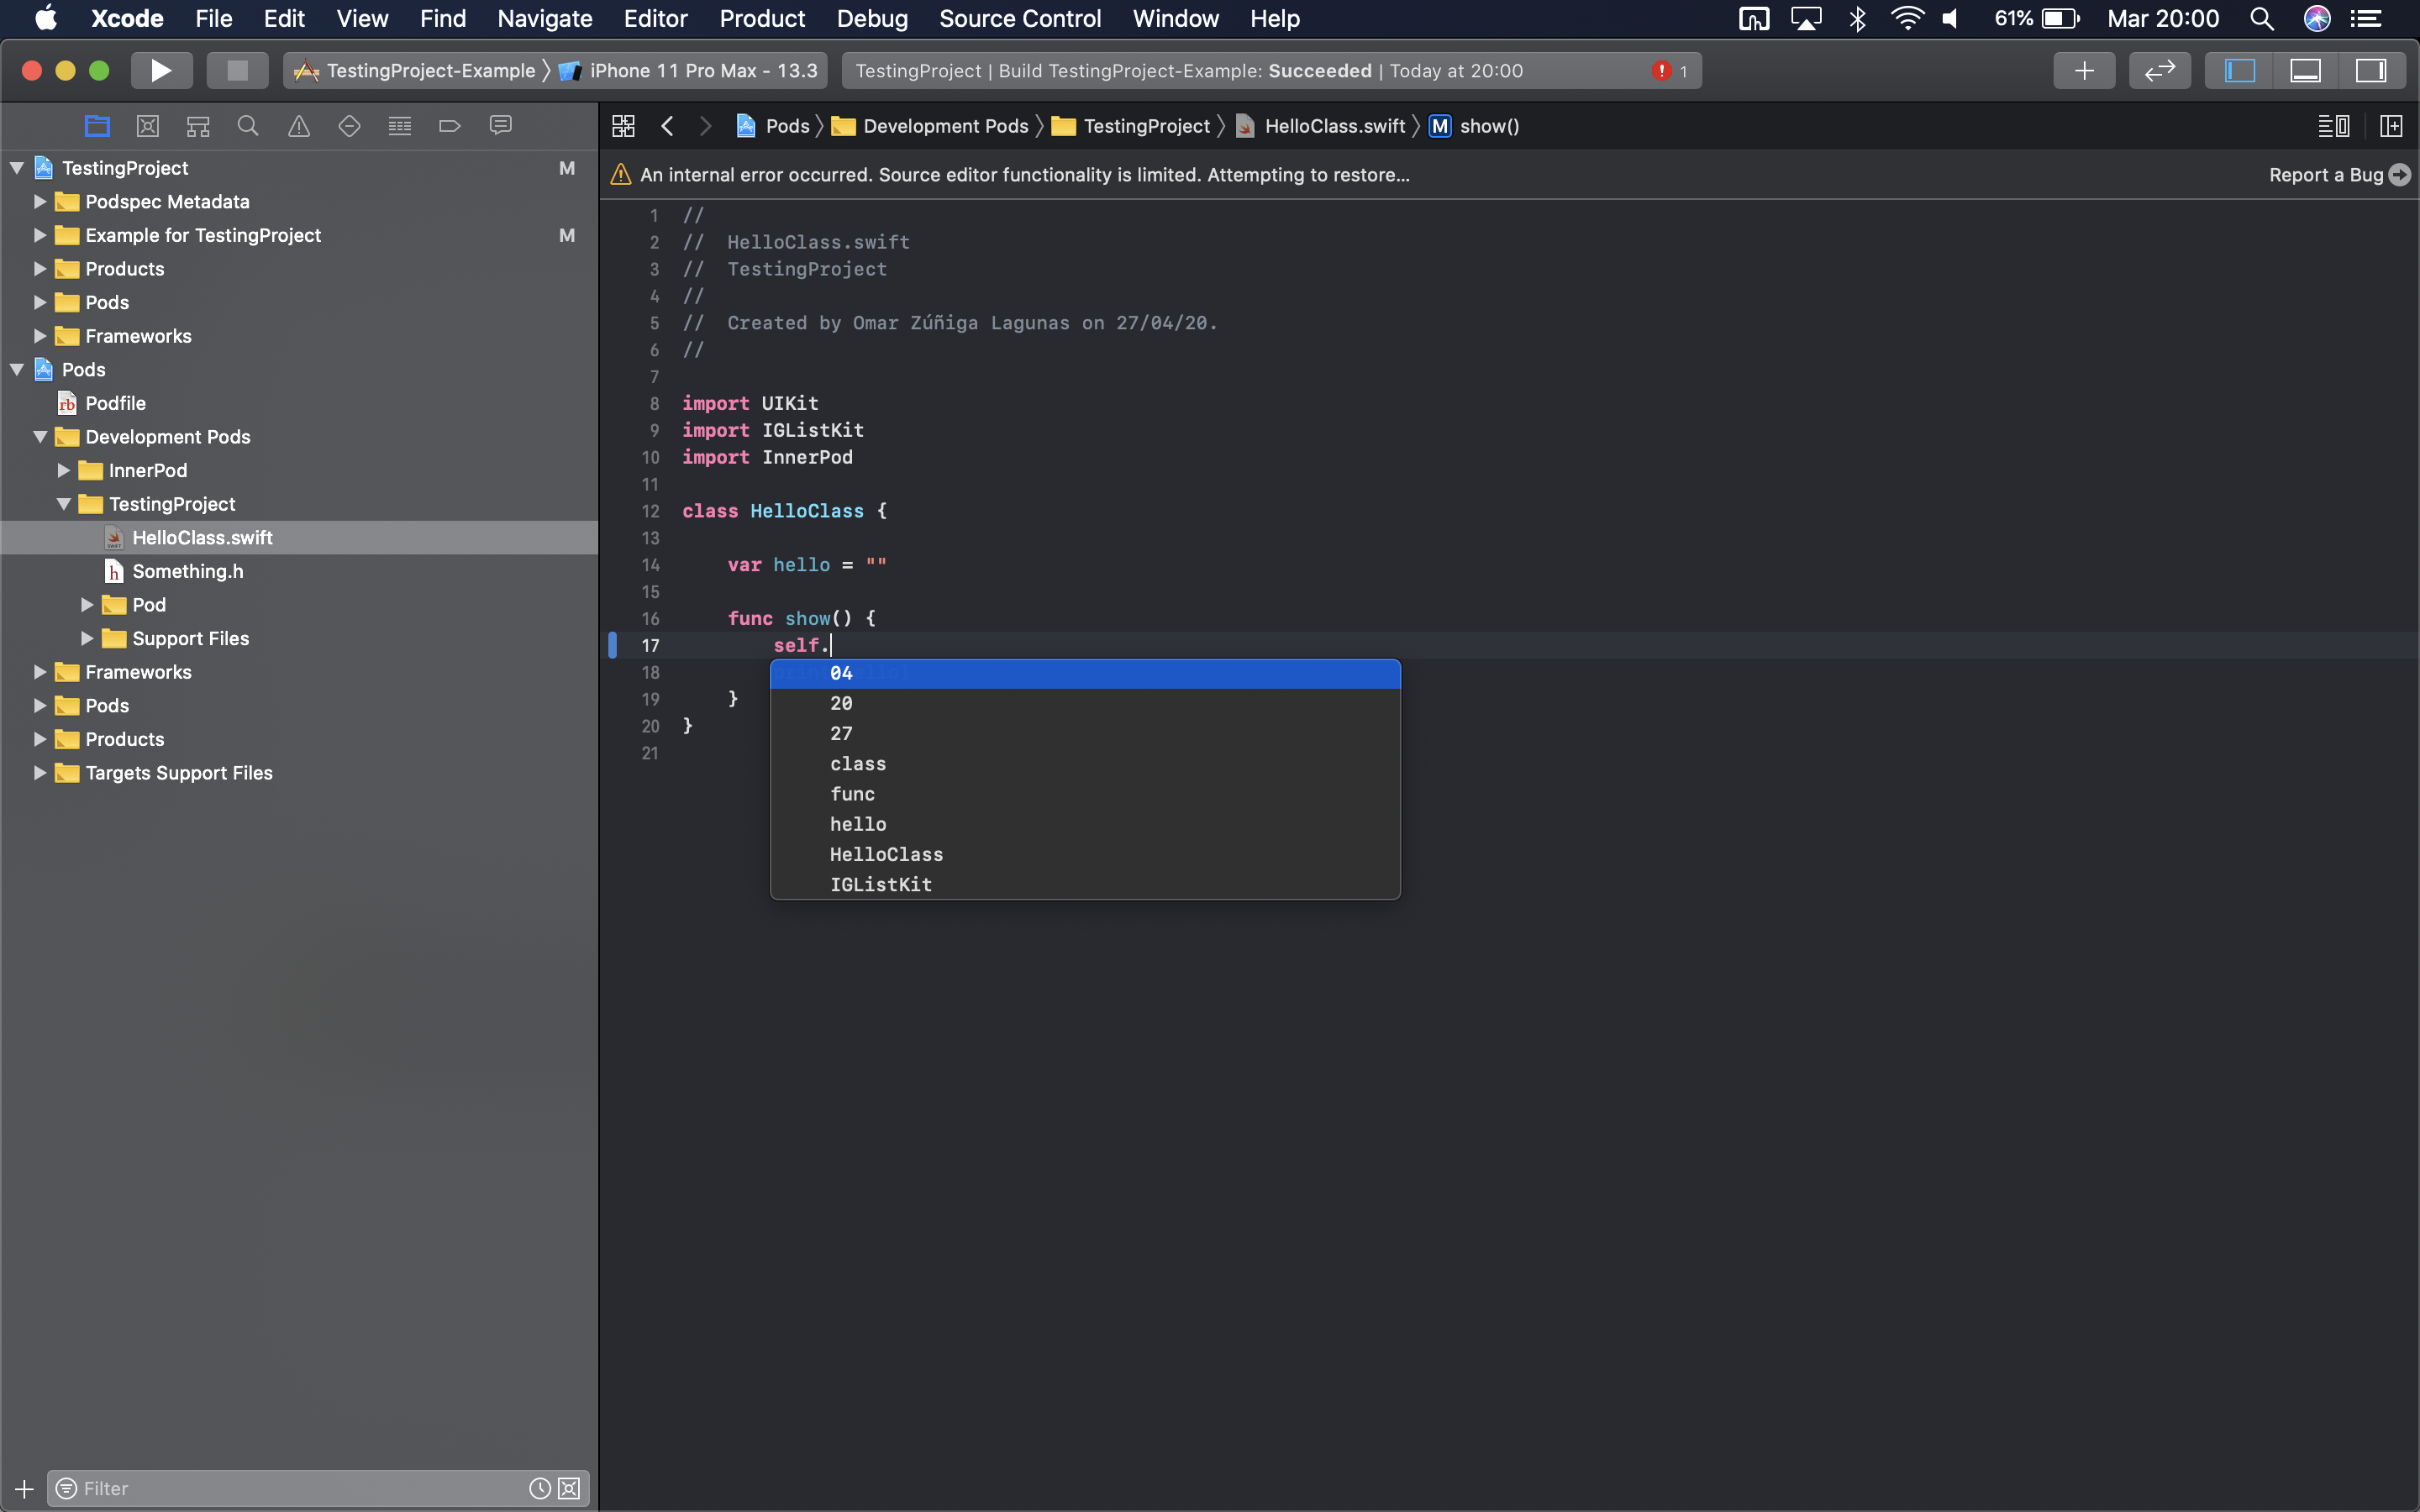 Xcode File Edit View Find Navigate Editor Product Debug Source Control Window Help 61% Mar 20:00
TestingProject-Example iPhone 11 Pro Max - 13.3 TestingProject | Build TestingProject-Example: Succeeded | Today at 20:00 1
Pods Development Pods TestingProject HelloClass.swift M show()
An internal error occurred. Source editor functionality is limited. Attempting to restore... Report a Bug
TestingProject M
Podspec Metadata
Example for TestingProject M
Products
Pods
Frameworks
Pods
rb Podfile
Development Pods
InnerPod
TestingProject
HelloClass.swift
h Something.h
Pod
Support Files
Frameworks
Pods
Products
Targets Support Files
Filter
1 //
2 // HelloClass.swift
3 // TestingProject
4 //
5 // Created by Omar Zúñiga Lagunas on 27/04/20.
6 //
7
8 import UIKit
9 import IGListKit
10 import InnerPod
11
12 class HelloClass {
13
14 var hello = ""
15
16 func show() {
17 self.
18
19 }
20 }
21
04
20
27
class
func
hello
HelloClass
IGListKit